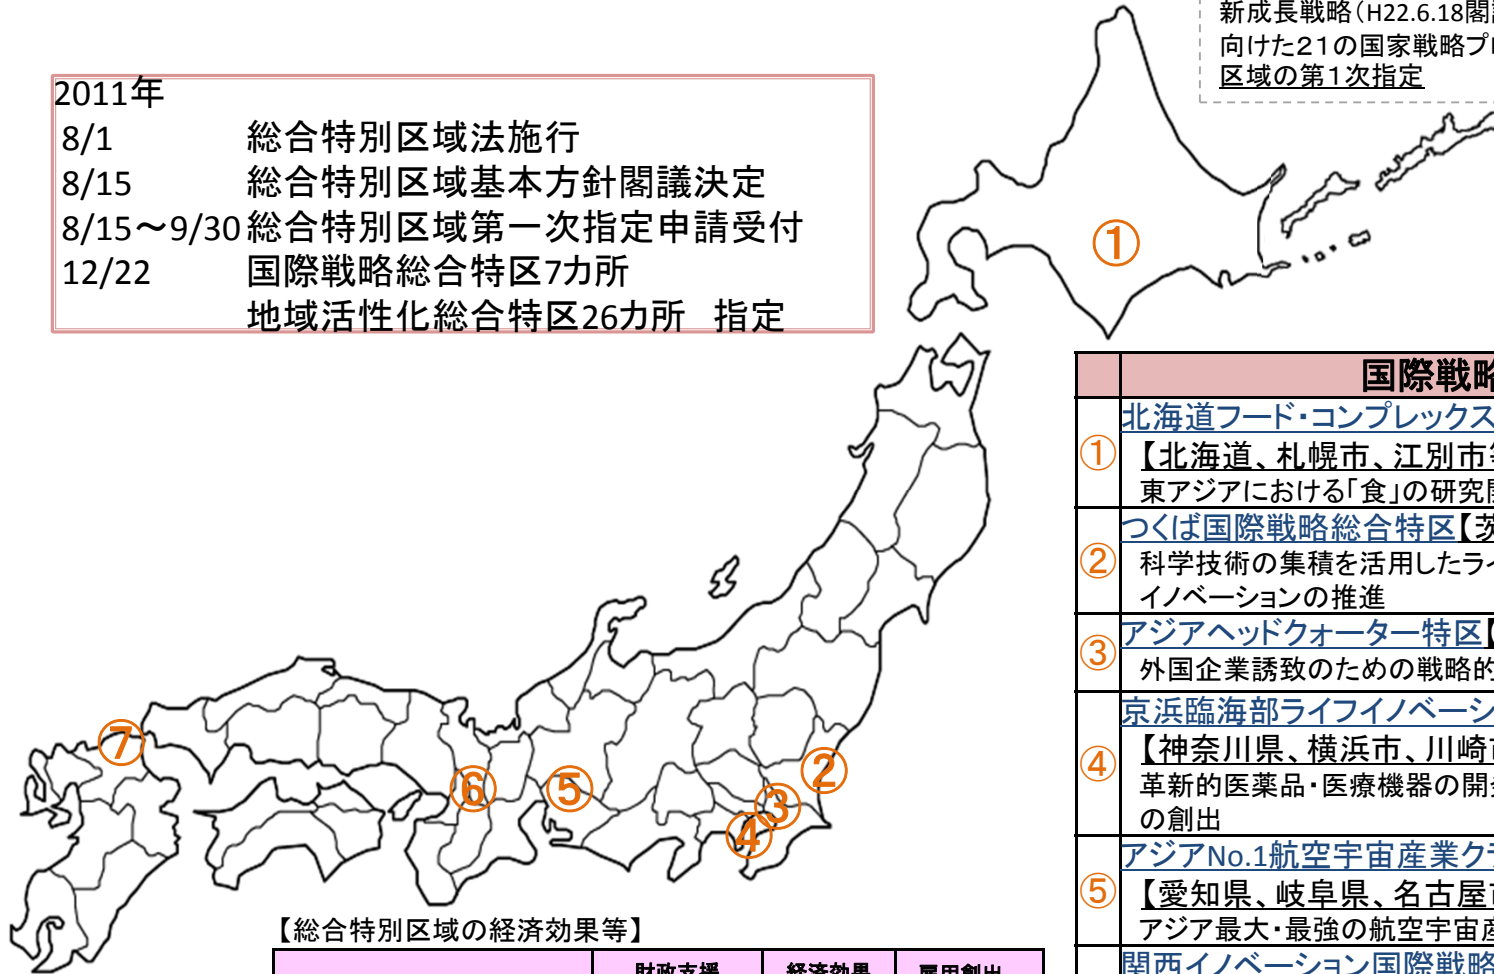 新成長戦略（H22.6.18閣
向けた２１の国家戦略プ
区域の第１次指定
2011年
8/1 総合特別区域法施行
8/15 総合特別区域基本方針閣議決定
8/15～9/30 総合特別区域第一次指定申請受付
12/22 国際戦略総合特区7カ所
地域活性化総合特区26カ所 指定
①
②
③
④
⑤
⑥
⑦
国際戦略
① 北海道フード・コンプレックス
【北海道、札幌市、江別市
東アジアにおける「食」の研究
② つくば国際戦略総合特区【茨
科学技術の集積を活用したラ
イノベーションの推進
③ アジアヘッドクォーター特区【
外国企業誘致のための戦略的
④ 京浜臨海部ライフイノベーシ
【神奈川県、横浜市、川崎
革新的医薬品・医療機器の開
の創出
⑤ アジアNo.1航空宇宙産業ク
【愛知県、岐阜県、名古屋
アジア最大・最強の航空宇宙
関西イノベーション国際戦略
【総合特別区域の経済効果等】
財政支援 経済効果 雇用創出